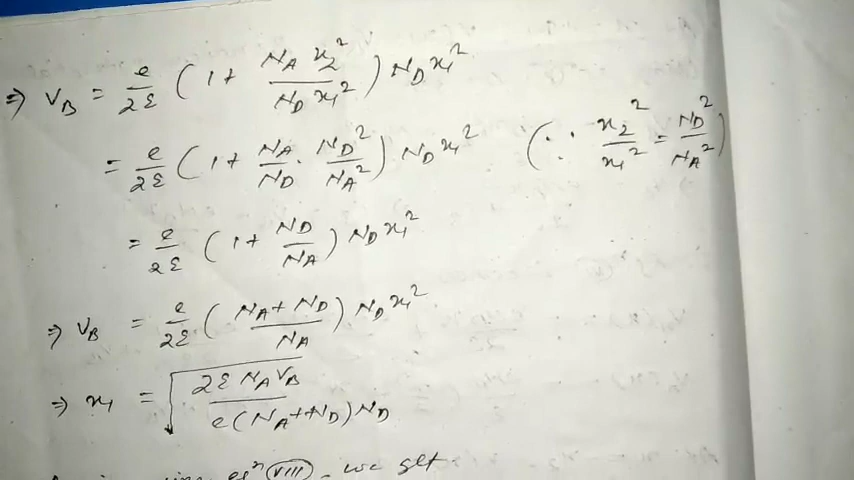 ⇒ V_B = e/2ε (1 + N_A x_2^2 / N_D x_1^2) N_D x_1^2
= e/2ε (1 + N_A/N_D . N_D^2/N_A^2) N_D x_1^2 (∵ x_2^2/x_1^2 = N_D^2/N_A^2)
= e/2ε (1 + N_D/N_A) N_D x_1^2
⇒ V_B = e/2ε (N_A + N_D / N_A) N_D x_1^2
⇒ x_1 = √(2ε N_A V_B / e(N_A + N_D) N_D)
eqn (VIII), we get